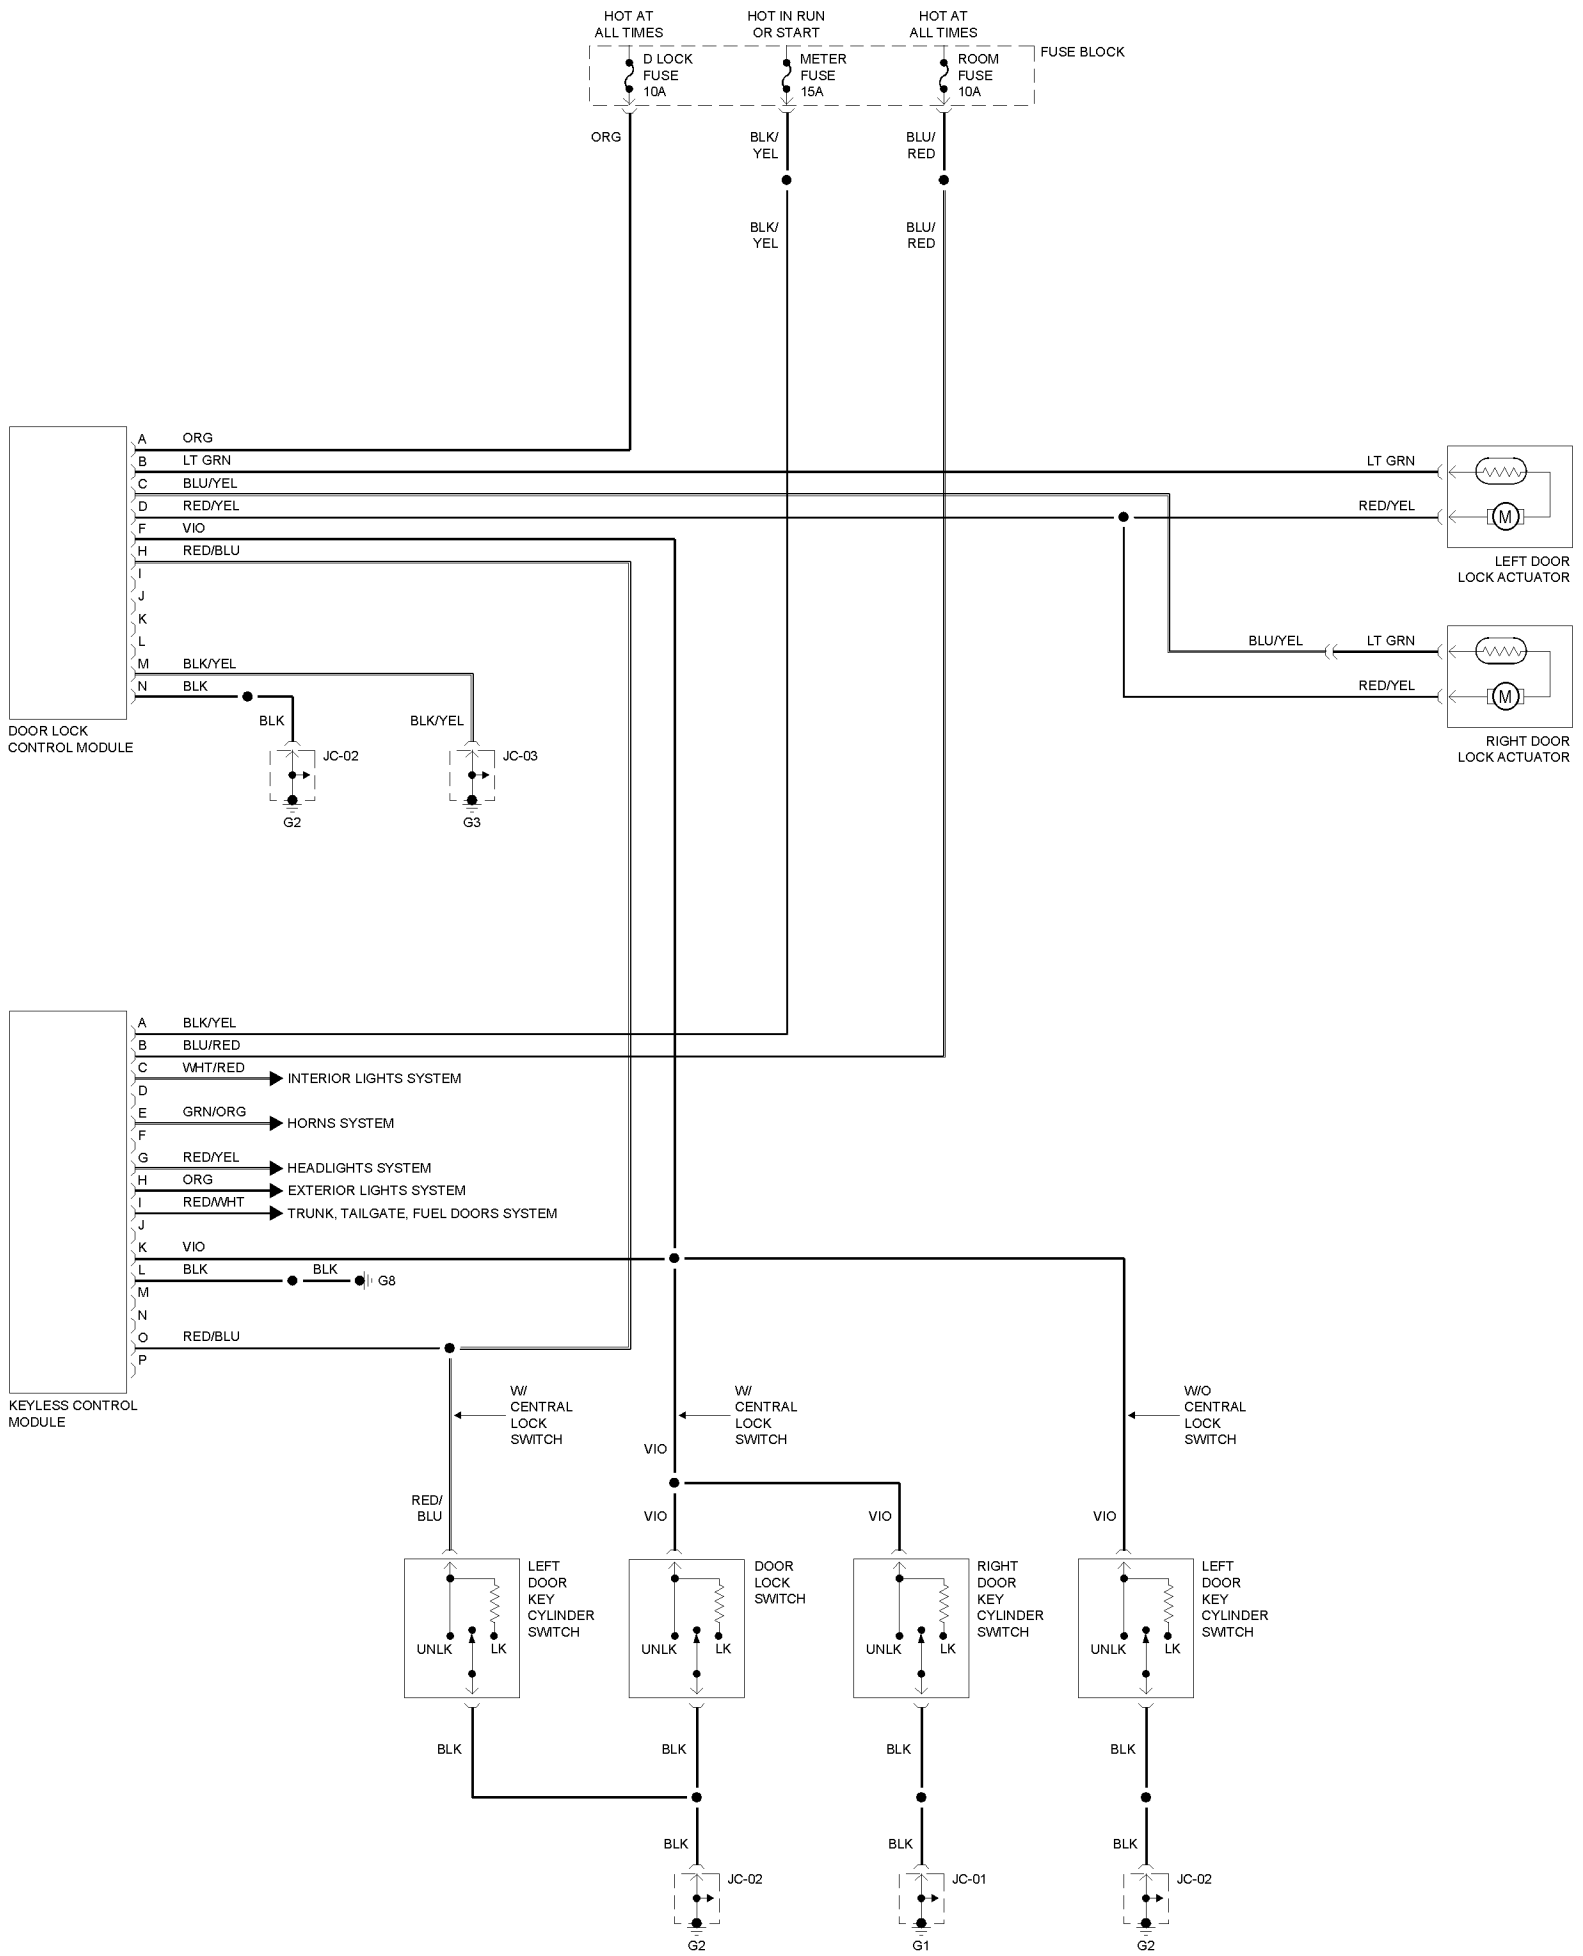 HOT AT
ALL TIMES
HOT IN RUN
OR START
HOT AT
ALL TIMES
FUSE BLOCK
D LOCK
FUSE
10A
METER
FUSE
15A
ROOM
FUSE
10A
ORG
BLK/
YEL
BLU/
RED
BLK/
YEL
BLU/
RED
A ORG
B LT GRN
C BLU/YEL
D RED/YEL
F VIO
H RED/BLU
I
J
K
L
M BLK/YEL
N BLK
DOOR LOCK
CONTROL MODULE
BLK
BLK/YEL
JC-02
JC-03
G2
G3
LT GRN
RED/YEL
LEFT DOOR
LOCK ACTUATOR
M
BLU/YEL
LT GRN
RED/YEL
RIGHT DOOR
LOCK ACTUATOR
M
A BLK/YEL
B BLU/RED
C WHT/RED INTERIOR LIGHTS SYSTEM
D
E GRN/ORG HORNS SYSTEM
F
G RED/YEL HEADLIGHTS SYSTEM
H ORG EXTERIOR LIGHTS SYSTEM
I RED/WHT TRUNK, TAILGATE, FUEL DOORS SYSTEM
J
K VIO
L BLK BLK G8
M
N
O RED/BLU
P
KEYLESS CONTROL
MODULE
W/
CENTRAL
LOCK
SWITCH
W/
CENTRAL
LOCK
SWITCH
W/O
CENTRAL
LOCK
SWITCH
VIO
RED/
BLU
VIO
VIO
VIO
LEFT
DOOR
KEY
CYLINDER
SWITCH
UNLK LK
DOOR
LOCK
SWITCH
UNLK LK
RIGHT
DOOR
KEY
CYLINDER
SWITCH
UNLK LK
LEFT
DOOR
KEY
CYLINDER
SWITCH
UNLK LK
BLK
BLK
BLK
BLK
BLK
BLK
BLK
JC-02
JC-01
JC-02
G2
G1
G2